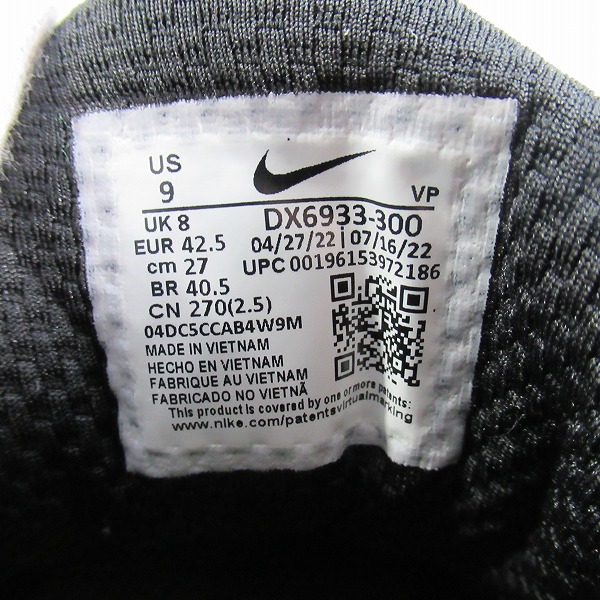 US
9
VP
UK 8
DX6933-300
EUR 42.5
04/27/22 | 07/16/22
cm 27
UPC 00196153972186
BR 40.5
CN 270(2.5)
04DC5CCAB4W9M
MADE IN VIETNAM
HECHO EN VIETNAM
FABRIQUE AU VIETNAM
FABRICADO NO VIETNÃ
This product is covered by one or more patents:
www.nike.com/patentsvirtualmarking